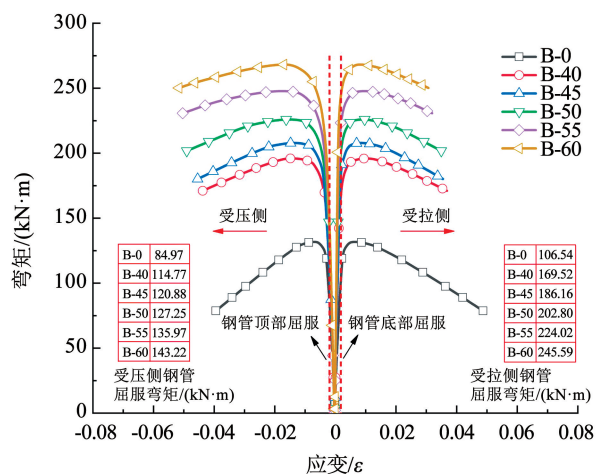 300
250
200
150
100
50
0
弯矩/(kN·m)
B-0
B-40
B-45
B-50
B-55
B-60
受压侧
受拉侧
B-0 84.97
B-40 114.77
B-45 120.88
B-50 127.25
B-55 135.97
B-60 143.22
受压侧钢管
屈服弯矩/(kN·m)
钢管顶部屈服
钢管底部屈服
B-0 106.54
B-40 169.52
B-45 186.16
B-50 202.80
B-55 224.02
B-60 245.59
受拉侧钢管
屈服弯矩/(kN·m)
-0.08 -0.06 -0.04 -0.02 0 0.02 0.04 0.06 0.08
应变/ε